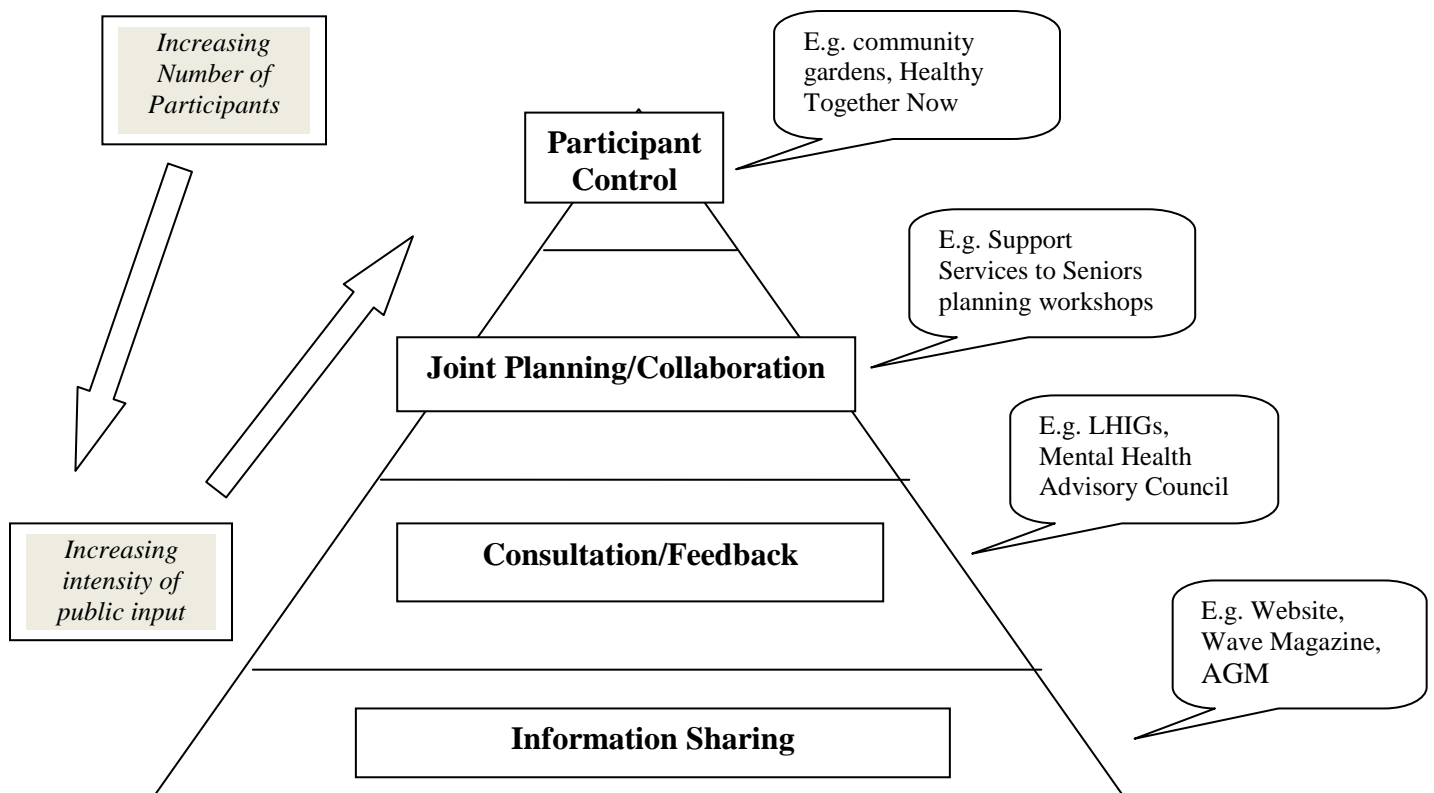 Increasing
Number of
Participants
E.g. community
gardens, Healthy
Together Now
Participant
Control
E.g. Support
Services to Seniors
planning workshops
Joint Planning/Collaboration
E.g. LHIGs,
Mental Health
Advisory Council
Increasing
intensity of
public input
Consultation/Feedback
E.g. Website,
Wave Magazine,
AGM
Information Sharing